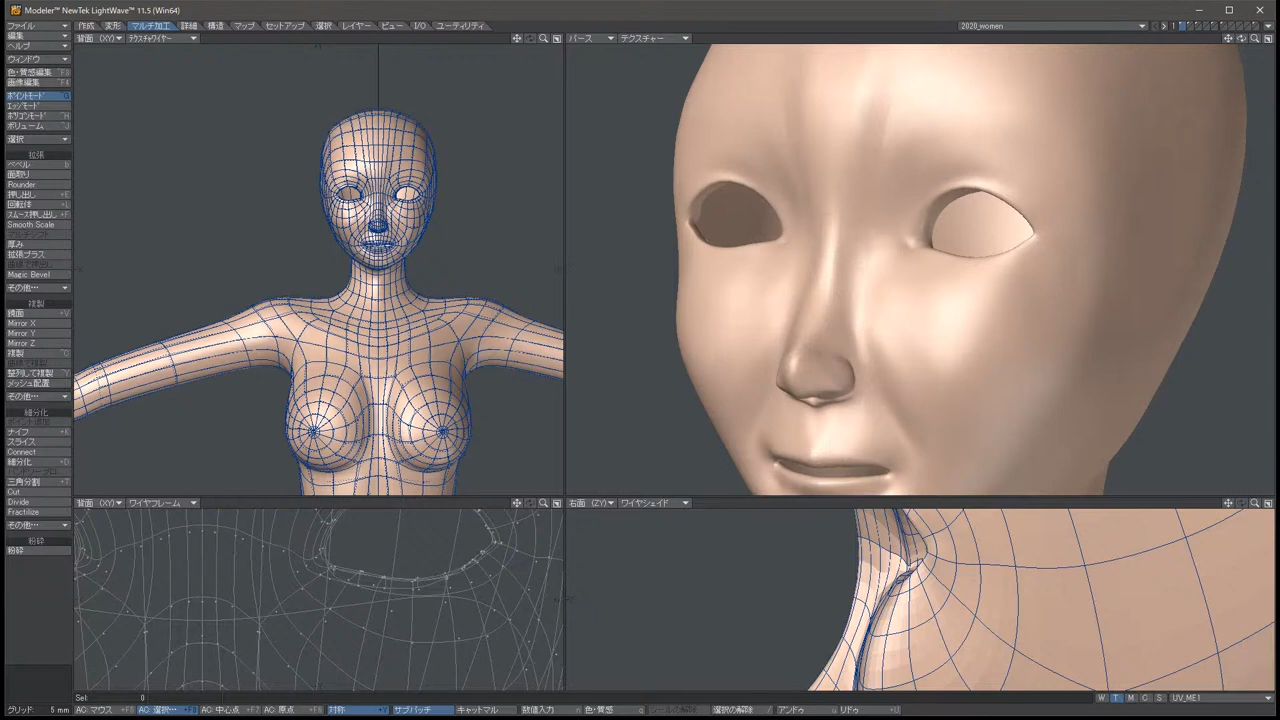 Modeler™ NewTek LightWave™ 11.5 (Win64)
ファイル 作成 変形 マルチ加工 詳細 構造 マップ セットアップ 選択 レイヤー ビュー I/O ユーティリティ 2020_women 1
編集 背面 (XY) テクスチャワイヤー パース テクスチャー
ヘルプ
ウィンドウ
色・質感編集 ^F3
画像編集 ^F4
ポイントモード G
エッジモード
ポリゴンモード ^H
ボリューム ^J
選択
拡張
ベベル b
面取り
Rounder
押し出し +E
回転体 +L
スムース押し出し +F
Smooth Scale
厚み
拡張プラス
Magic Bevel
その他…
複製
鏡面 +V
Mirror X
Mirror Y
Mirror Z
複製 ^C
整列して複製 ^Y
メッシュ配置
その他…
細分化
ナイフ +K
スライス
Connect
細分化 +D
三角分割 +T
Cut
Divide
Fractilize
その他…
粉砕
粉砕
背面 (XY) ワイヤフレーム 右面 (ZY) ワイヤシェイド
Sel: 0 W T M C S UV_ME1
グリッド: 5 mm AC: マウス +F5 AC: 選択… +F8 AC: 中心点 +F7 AC: 原点 +F6 対称 +Y サブパッチ キャットマル 数値入力 n 色・質感 q 選択の解除 / アンドゥ u リドゥ +U